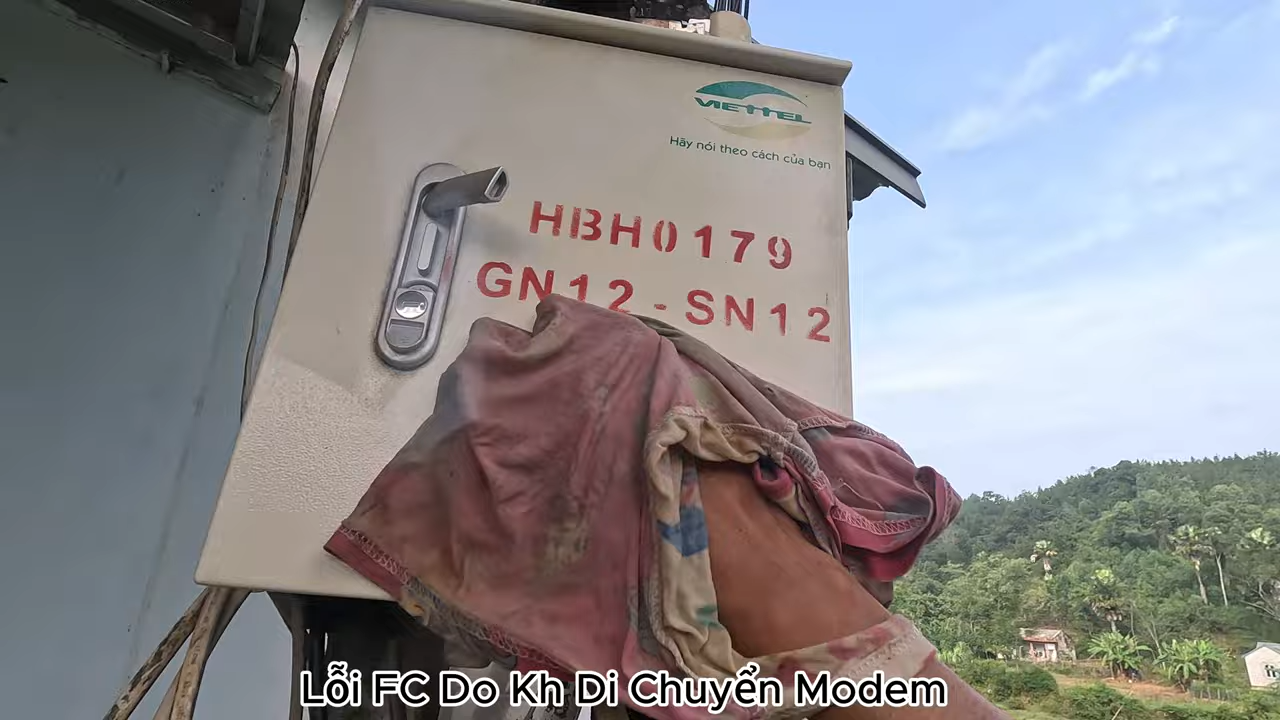 VIETTEL
Hãy nói theo cách của bạn
HBH0179
GN12-SN12
Lỗi FC Do Kh Di Chuyển Modem